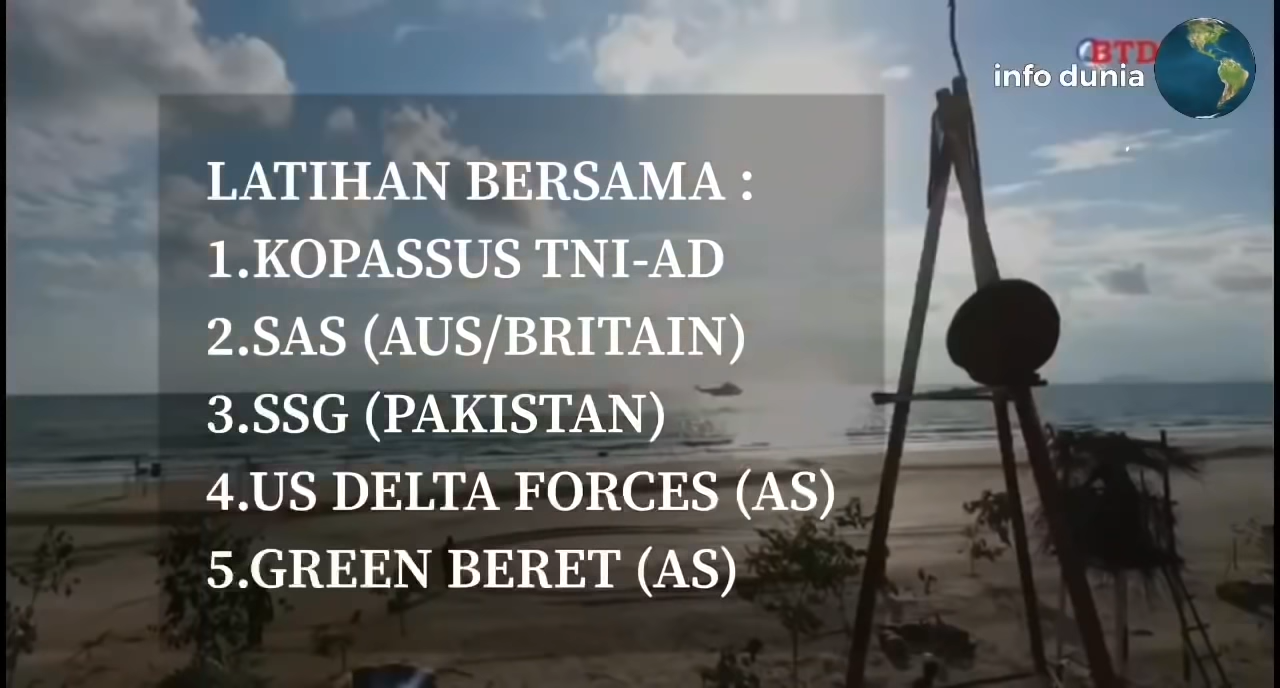 BTD
info dunia
LATIHAN BERSAMA :
1.KOPASSUS TNI-AD
2.SAS (AUS/BRITAIN)
3.SSG (PAKISTAN)
4.US DELTA FORCES (AS)
5.GREEN BERET (AS)